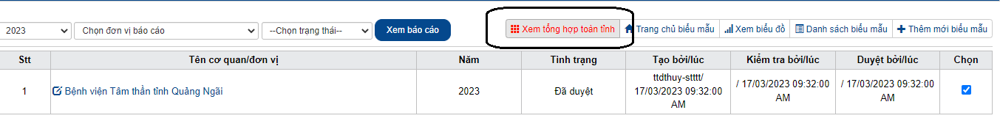 2023 Chọn đơn vị báo cáo --Chọn trạng thái-- Xem báo cáo Xem tổng hợp toàn tỉnh Trang chủ biểu mẫu Xem biểu đồ Danh sách biểu mẫu Thêm mới biểu mẫu
Stt Tên cơ quan/đơn vị Năm Tình trạng Tạo bởi/lúc Kiểm tra bởi/lúc Duyệt bởi/lúc Chọn
1 Bệnh viện Tâm thần tỉnh Quảng Ngãi 2023 Đã duyệt ttdthuy-stttt/
17/03/2023 09:32:00
AM / 17/03/2023 09:32:00
AM / 17/03/2023 09:32:00
AM